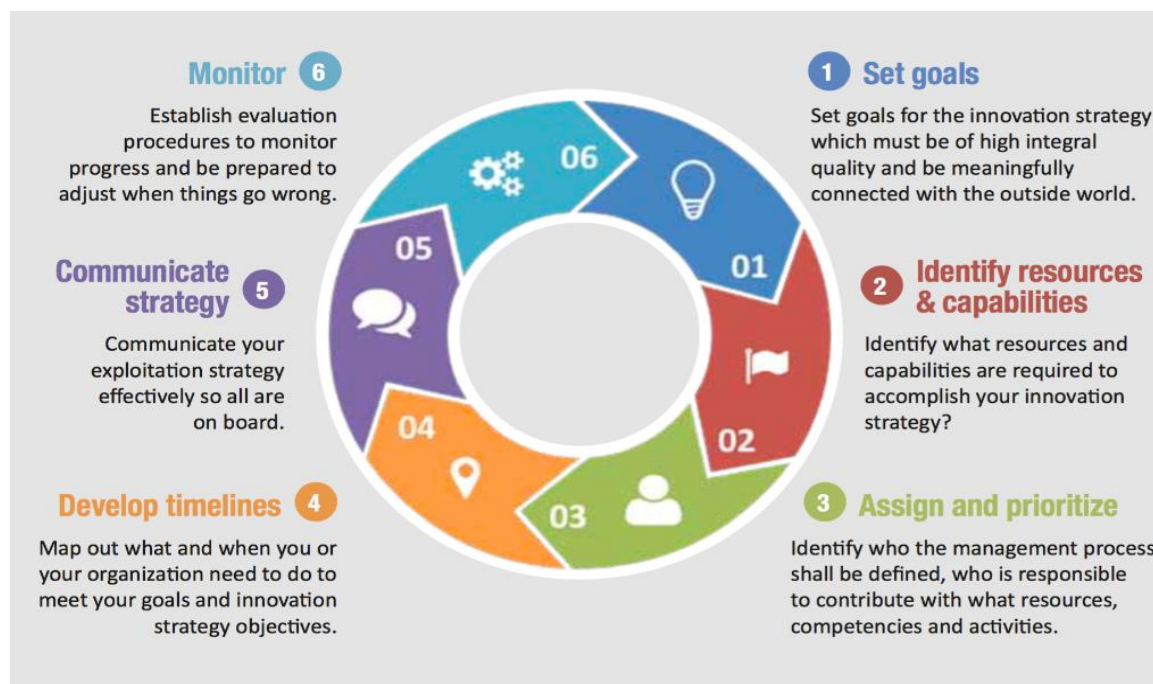 1 Set goals
Set goals for the innovation strategy
which must be of high integral
quality and be meaningfully
connected with the outside world.
2 Identify resources
& capabilities
Identify what resources and
capabilities are required to
accomplish your innovation
strategy?
3 Assign and prioritize
Identify who the management process
shall be defined, who is responsible
to contribute with what resources,
competencies and activities.
Develop timelines 4
Map out what and when you or
your organization need to do to
meet your goals and innovation
strategy objectives.
Communicate
strategy 5
Communicate your
exploitation strategy
effectively so all are
on board.
Monitor 6
Establish evaluation
procedures to monitor
progress and be prepared to
adjust when things go wrong.
01
02
03
04
05
06